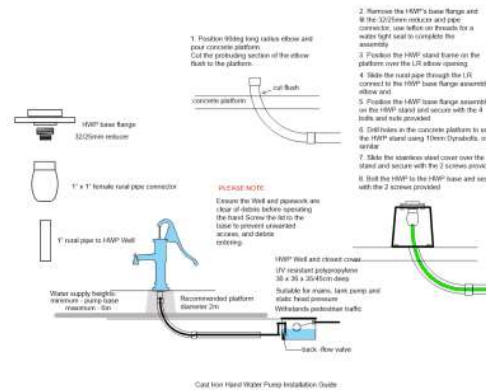 1. Position 90deg long radius elbow and
pour concrete platform.
Cut the protruding section of the elbow
flush to the platform.
cut flush
concrete platform
2. Remove the HWP's base flange and
fit the 32/25mm reducer and pipe
connector, use teflon on threads for a
water tight seal to complete the
assembly
3. Position the HWP stand frame on the
platform over the LR elbow opening
4. Slide the rural pipe through the LR
connect to the HWP base flange assembl
elbow and
5. Position the HWP base flange assembl
on the HWP stand and secure with the 4
bolts and nuts provided
6. Drill holes in the concrete platform to se
the HWP stand using 10mm Dynabolts, o
similar
7. Slide the stainless steel cover over the
stand and secure with the 2 screws provid
8. Bolt the HWP to the HWP base and sec
with the 2 screws provided
HWP base flange
32/25mm reducer
1" x 1" female rural pipe connector
1" rural pipe to HWP Well
PLEASE NOTE
Ensure the Well and pipework are
clear of debris before operating
the hand Screw the lid to the
base to prevent unwanted
access, and debris
entering.
Water supply heights:
minimum - pump base
maximum - 6m
Recommended platform
diameter 2m
HWP Well and closed cover
UV resistant polypropylene
38 x 36 x 35/45cm deep
Suitable for mains, tank pump and
static head pressure
Withstands pedestrian traffic
back -flow valve
Cast Iron Hand Water Pump Installation Guide